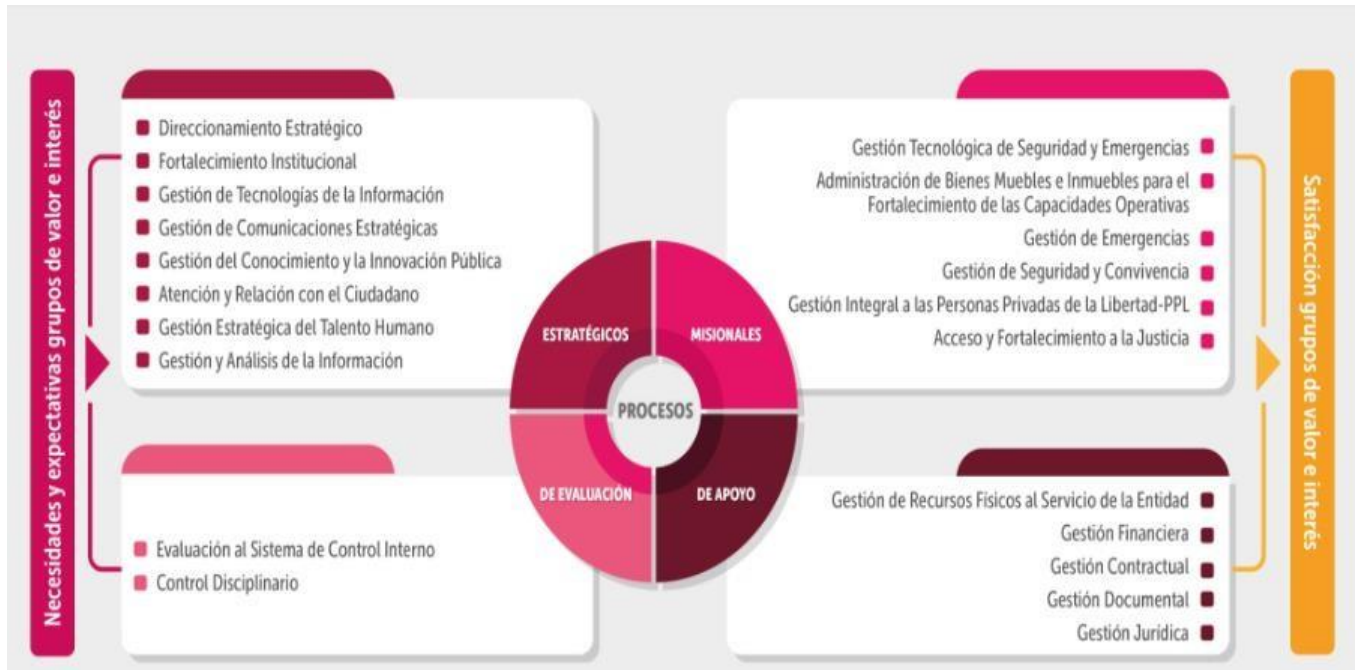 Necesidades y expectativas grupos de valor e interés
Direccionamiento Estratégico
Fortalecimiento Institucional
Gestión de Tecnologías de la Información
Gestión de Comunicaciones Estratégicas
Gestión del Conocimiento y la Innovación Pública
Atención y Relación con el Ciudadano
Gestión Estratégica del Talento Humano
Gestión y Análisis de la Información
Gestión Tecnológica de Seguridad y Emergencias
Administración de Bienes Muebles e Inmuebles para el
Fortalecimiento de las Capacidades Operativas
Gestión de Emergencias
Gestión de Seguridad y Convivencia
Gestión Integral a las Personas Privadas de la Libertad-PPL
Acceso y Fortalecimiento a la Justicia
ESTRATÉGICOS
MISIONALES
PROCESOS
DE EVALUACIÓN
DE APOYO
Evaluación al Sistema de Control Interno
Control Disciplinario
Gestión de Recursos Físicos al Servicio de la Entidad
Gestión Financiera
Gestión Contractual
Gestión Documental
Gestión Jurídica
Satisfacción grupos de valor e interés